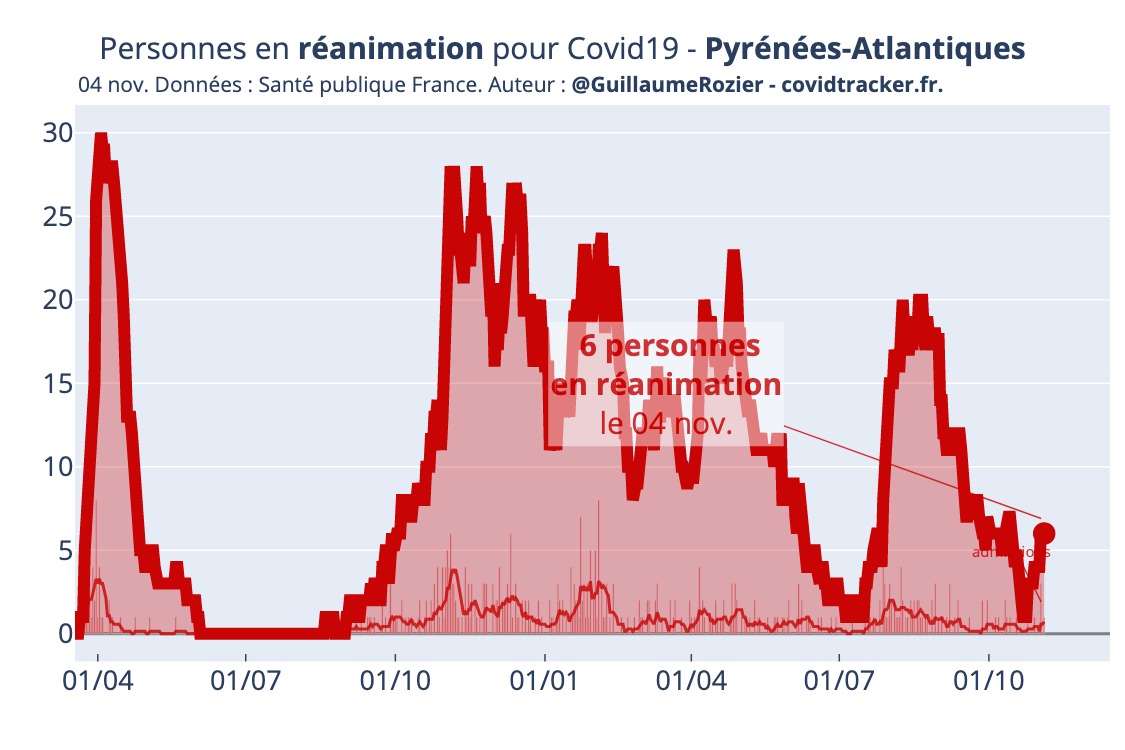 Personnes en réanimation pour Covid19 - Pyrénées-Atlantiques
04 nov. Données : Santé publique France. Auteur : @GuillaumeRozier - covidtracker.fr.
30
25
20
15
10
5
0
6 personnes
en réanimation
le 04 nov.
admissions
01/04 01/07 01/10 01/01 01/04 01/07 01/10